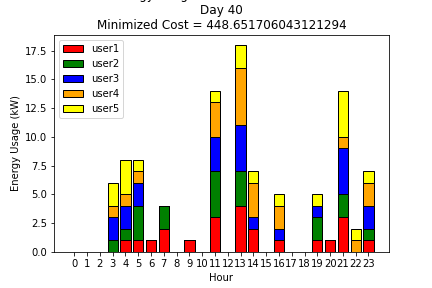 Day 40
Minimized Cost = 448.651706043121294
user1
user2
user3
user4
user5
Energy Usage (kW)
17.5
15.0
12.5
10.0
7.5
5.0
2.5
0.0
0 1 2 3 4 5 6 7 8 9 10 11 12 13 14 15 16 17 18 19 20 21 22 23
Hour